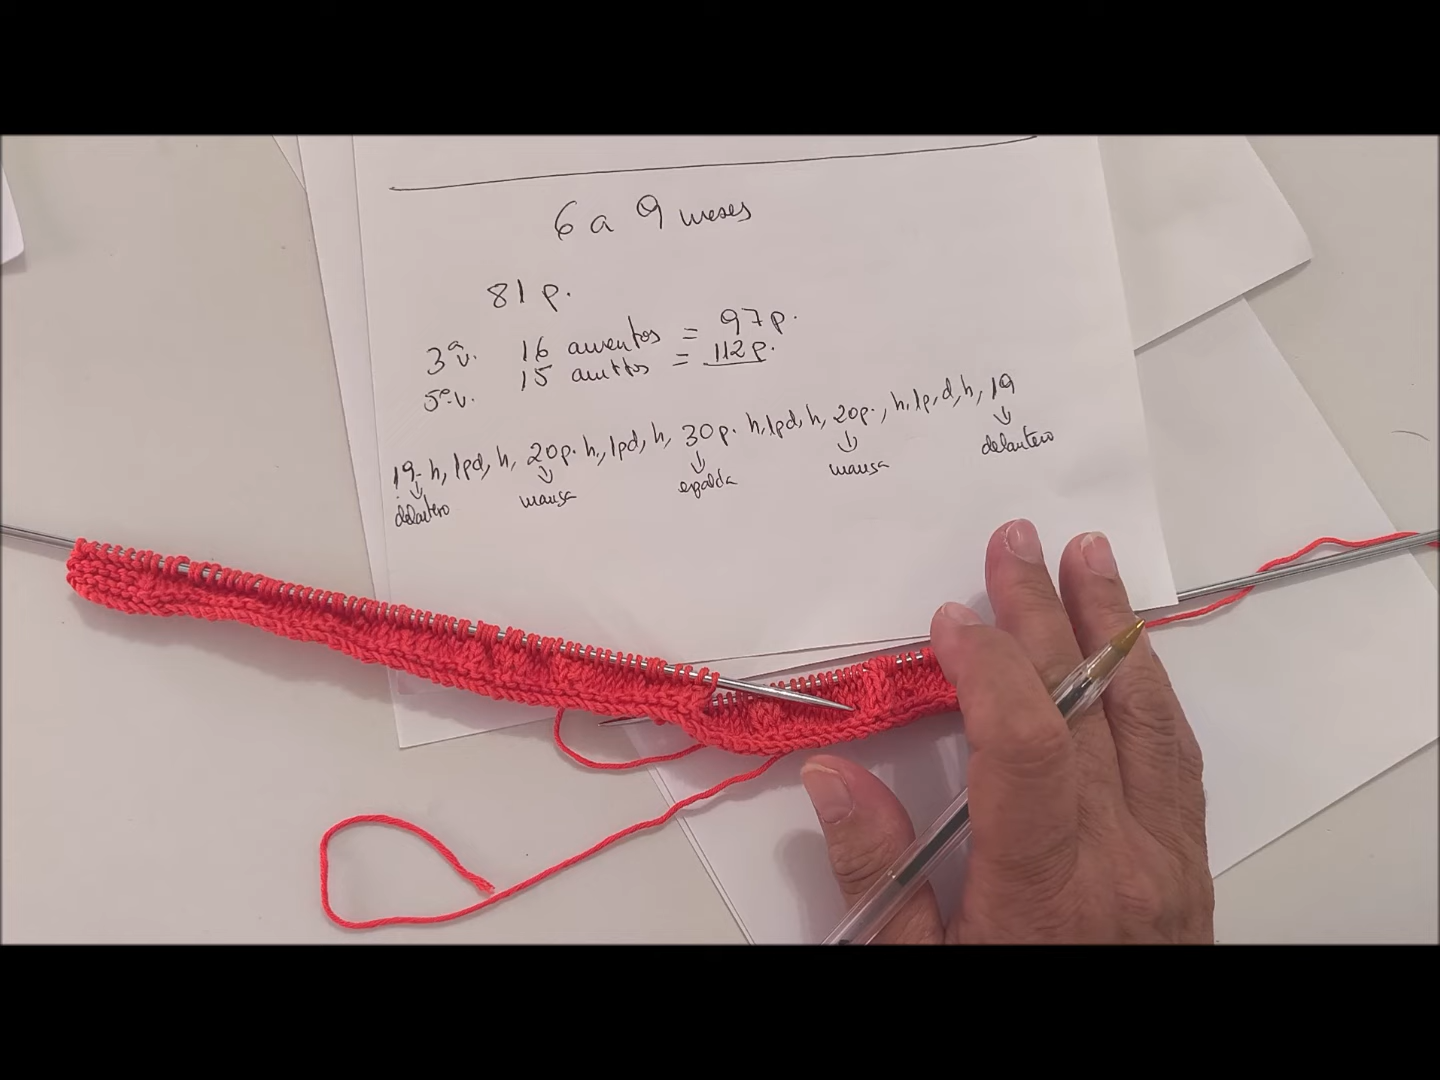 6 a 9 meses
81 p.
3ª v. 16 aumentos = 97 p.
5ª v. 15 aumtos = 112 p.
19 h, 1pd, h, 20p. h, 1pd, h, 30p. h, 1pd, h, 20p., h, 1p, d, h, 19
delantero manga espalda manga delantero